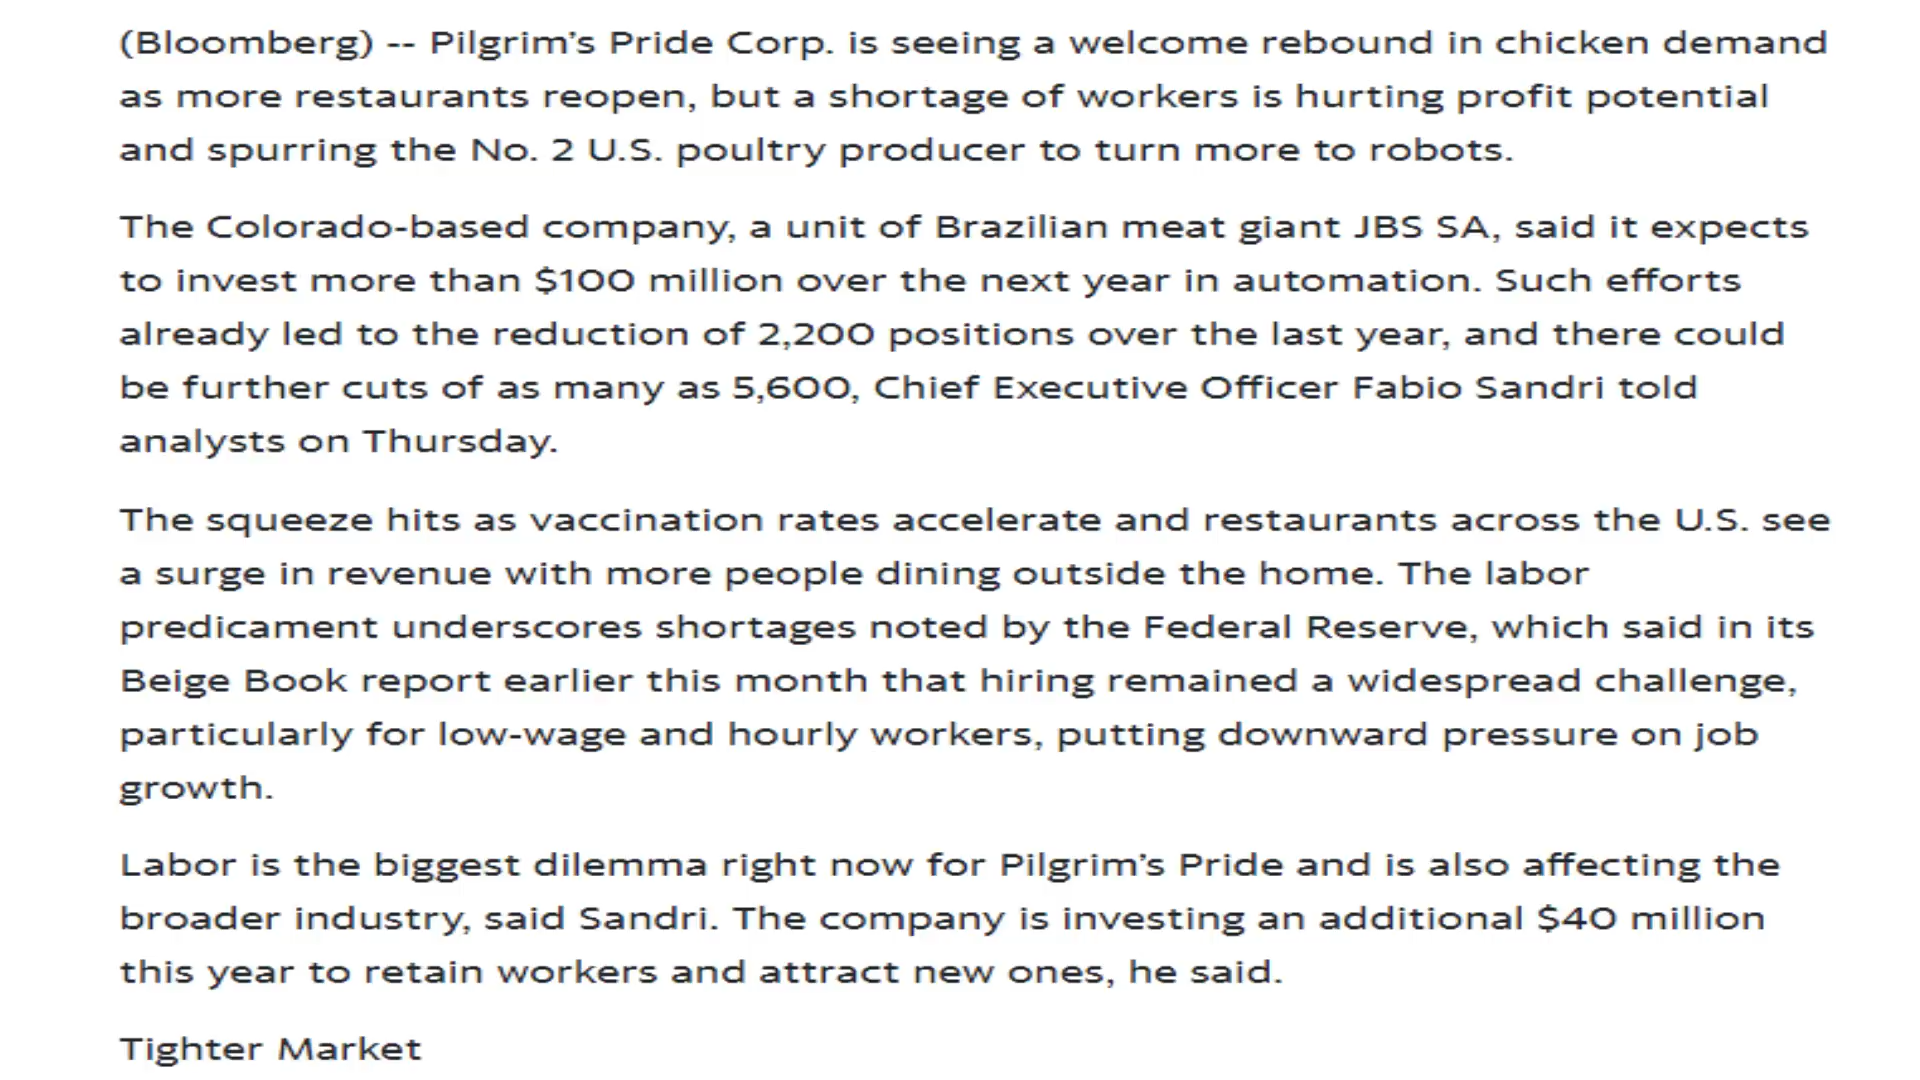 (Bloomberg) -- Pilgrim’s Pride Corp. is seeing a welcome rebound in chicken demand
as more restaurants reopen, but a shortage of workers is hurting profit potential
and spurring the No. 2 U.S. poultry producer to turn more to robots.
The Colorado-based company, a unit of Brazilian meat giant JBS SA, said it expects
to invest more than $100 million over the next year in automation. Such efforts
already led to the reduction of 2,200 positions over the last year, and there could
be further cuts of as many as 5,600, Chief Executive Officer Fabio Sandri told
analysts on Thursday.
The squeeze hits as vaccination rates accelerate and restaurants across the U.S. see
a surge in revenue with more people dining outside the home. The labor
predicament underscores shortages noted by the Federal Reserve, which said in its
Beige Book report earlier this month that hiring remained a widespread challenge,
particularly for low-wage and hourly workers, putting downward pressure on job
growth.
Labor is the biggest dilemma right now for Pilgrim’s Pride and is also affecting the
broader industry, said Sandri. The company is investing an additional $40 million
this year to retain workers and attract new ones, he said.
Tighter Market